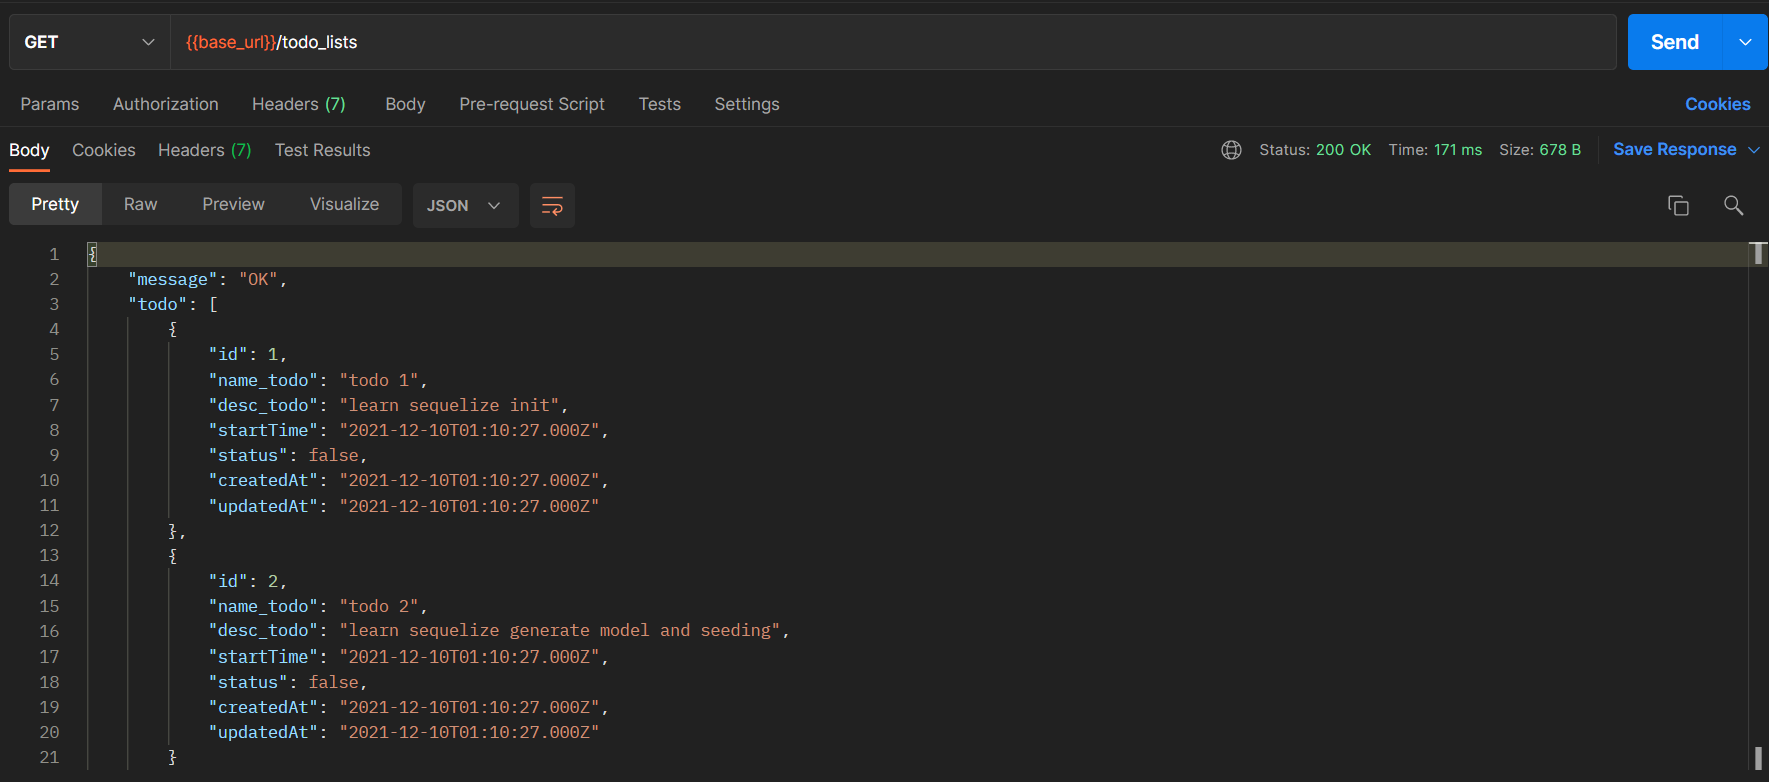 GET {{base_url}}/todo_lists Send
Params Authorization Headers (7) Body Pre-request Script Tests Settings Cookies
Body Cookies Headers (7) Test Results Status: 200 OK Time: 171 ms Size: 678 B Save Response
Pretty Raw Preview Visualize JSON
1 {
2 "message": "OK",
3 "todo": [
4 {
5 "id": 1,
6 "name_todo": "todo 1",
7 "desc_todo": "learn sequelize init",
8 "startTime": "2021-12-10T01:10:27.000Z",
9 "status": false,
10 "createdAt": "2021-12-10T01:10:27.000Z",
11 "updatedAt": "2021-12-10T01:10:27.000Z"
12 },
13 {
14 "id": 2,
15 "name_todo": "todo 2",
16 "desc_todo": "learn sequelize generate model and seeding",
17 "startTime": "2021-12-10T01:10:27.000Z",
18 "status": false,
19 "createdAt": "2021-12-10T01:10:27.000Z",
20 "updatedAt": "2021-12-10T01:10:27.000Z"
21 }